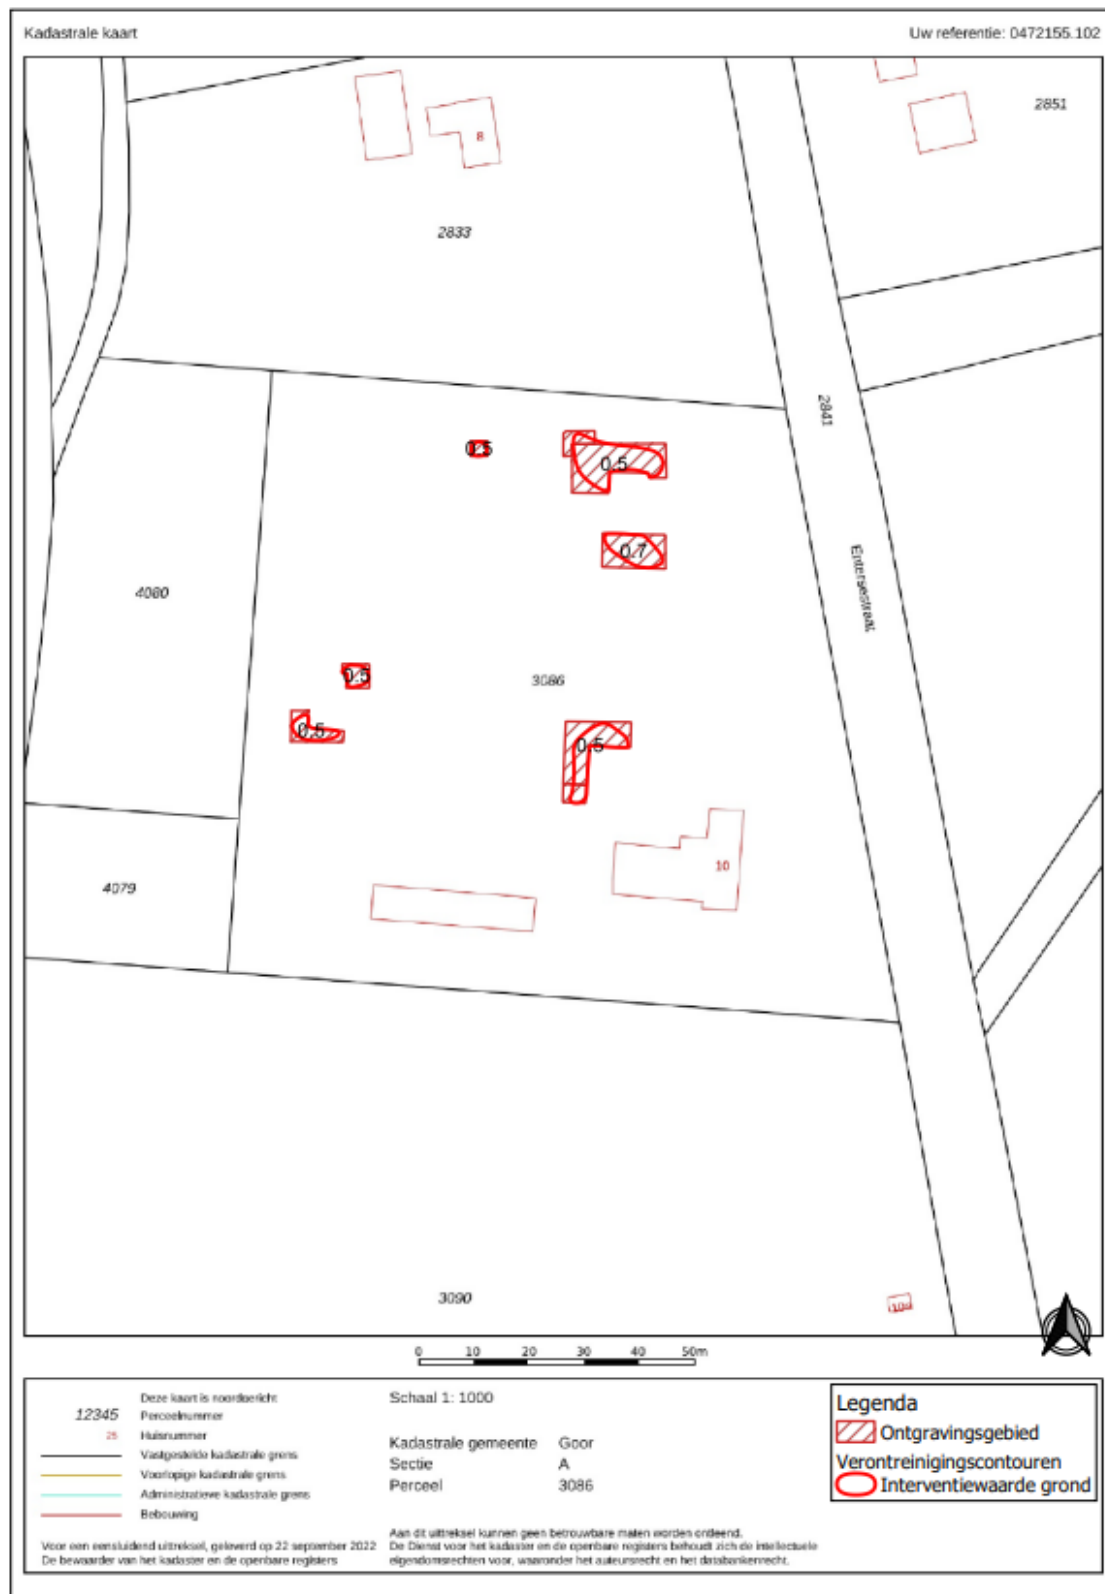 Kadastrale kaart
Uw referentie: 0472155.102
2851
8
2833
2841
0.5
0.5
0.7
Entersestraat
4080
0.5
3086
0.5
0.5
10
4079
3090
10a
0 10 20 30 40 50m
Deze kaart is noordgericht
12345 Perceelnummer
25 Huisnummer
Vastgestelde kadastrale grens
Voorlopige kadastrale grens
Administratieve kadastrale grens
Bebouwing
Voor een eensluidend uittreksel, geleverd op 22 september 2022
De bewaarder van het kadaster en de openbare registers
Schaal 1: 1000
Kadastrale gemeente Goor
Sectie A
Perceel 3086
Aan dit uittreksel kunnen geen betrouwbare maten worden ontleend.
De Dienst voor het kadaster en de openbare registers behoudt zich de intellectuele
eigendomsrechten voor, waaronder het auteursrecht en het databankenrecht.
Legenda
Ontgravingsgebied
Verontreinigingscontouren
Interventiewaarde grond